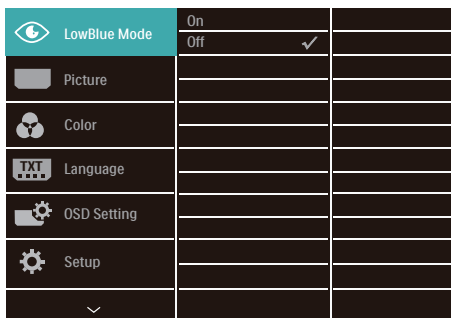 LowBlue Mode
On
Off
Picture
Color
TXT
Language
OSD Setting
Setup